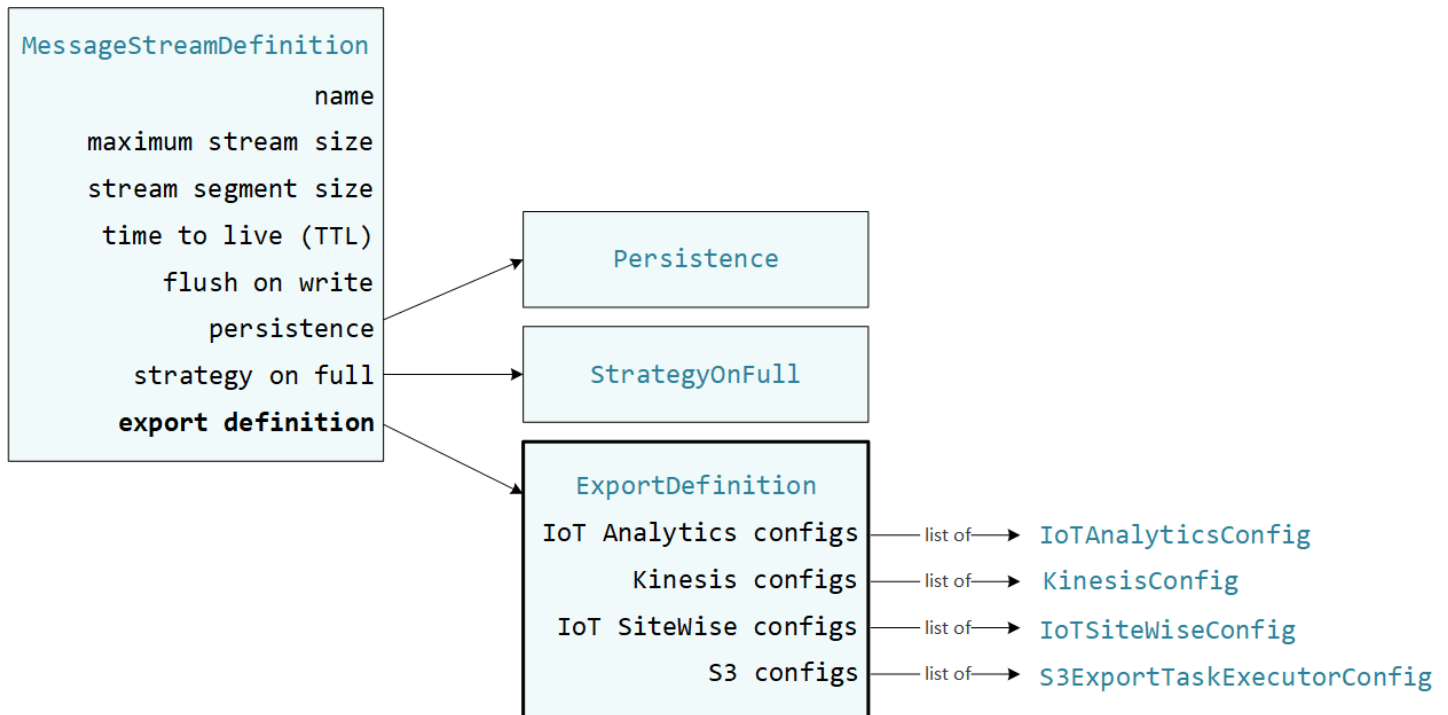 MessageStreamDefinition
name
maximum stream size
stream segment size
time to live (TTL)
flush on write
persistence
strategy on full
export definition
Persistence
StrategyOnFull
ExportDefinition
IoT Analytics configs list of IoTAnalyticsConfig
Kinesis configs list of KinesisConfig
IoT SiteWise configs list of IoTSiteWiseConfig
S3 configs list of S3ExportTaskExecutorConfig